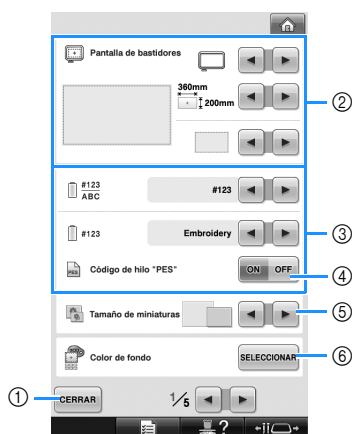 Pantalla de bastidores
360mm
200mm
②
#123
ABC
#123
#123
Embroidery
③
PES
Código de hilo "PES"
ON OFF
④
Tamaño de miniaturas
⑤
Color de fondo
SELECCIONAR
⑥
①
CERRAR
1/5
?